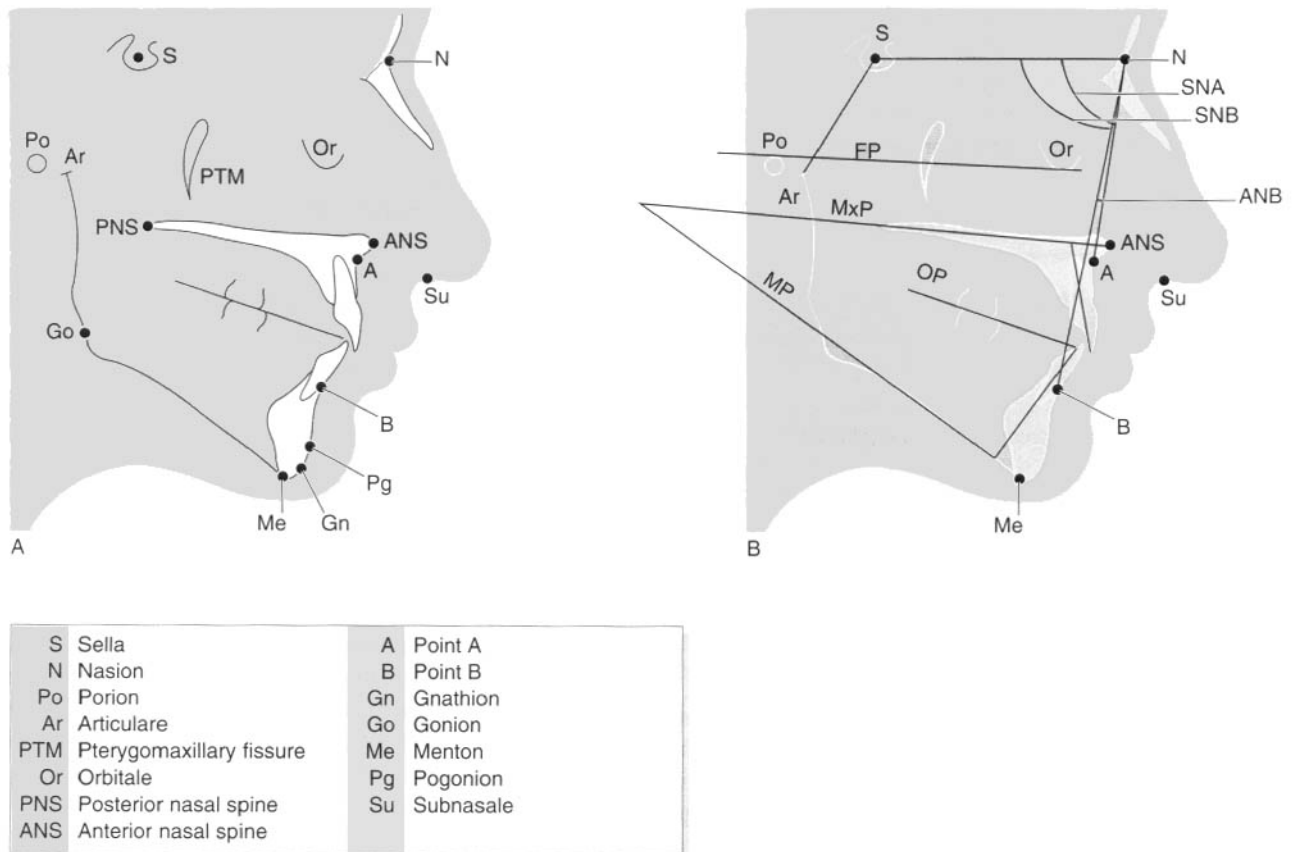 S
N
Po
Ar
Or
PTM
PNS
ANS
A
Su
Go
B
Pg
Me
Gn
A
S
N
SNA
SNB
Po
FP
Or
Ar
MxP
ANB
ANS
A
MP
OP
Su
B
Me
B
S Sella
N Nasion
Po Porion
Ar Articulare
PTM Pterygomaxillary fissure
Or Orbitale
PNS Posterior nasal spine
ANS Anterior nasal spine
A Point A
B Point B
Gn Gnathion
Go Gonion
Me Menton
Pg Pogonion
Su Subnasale